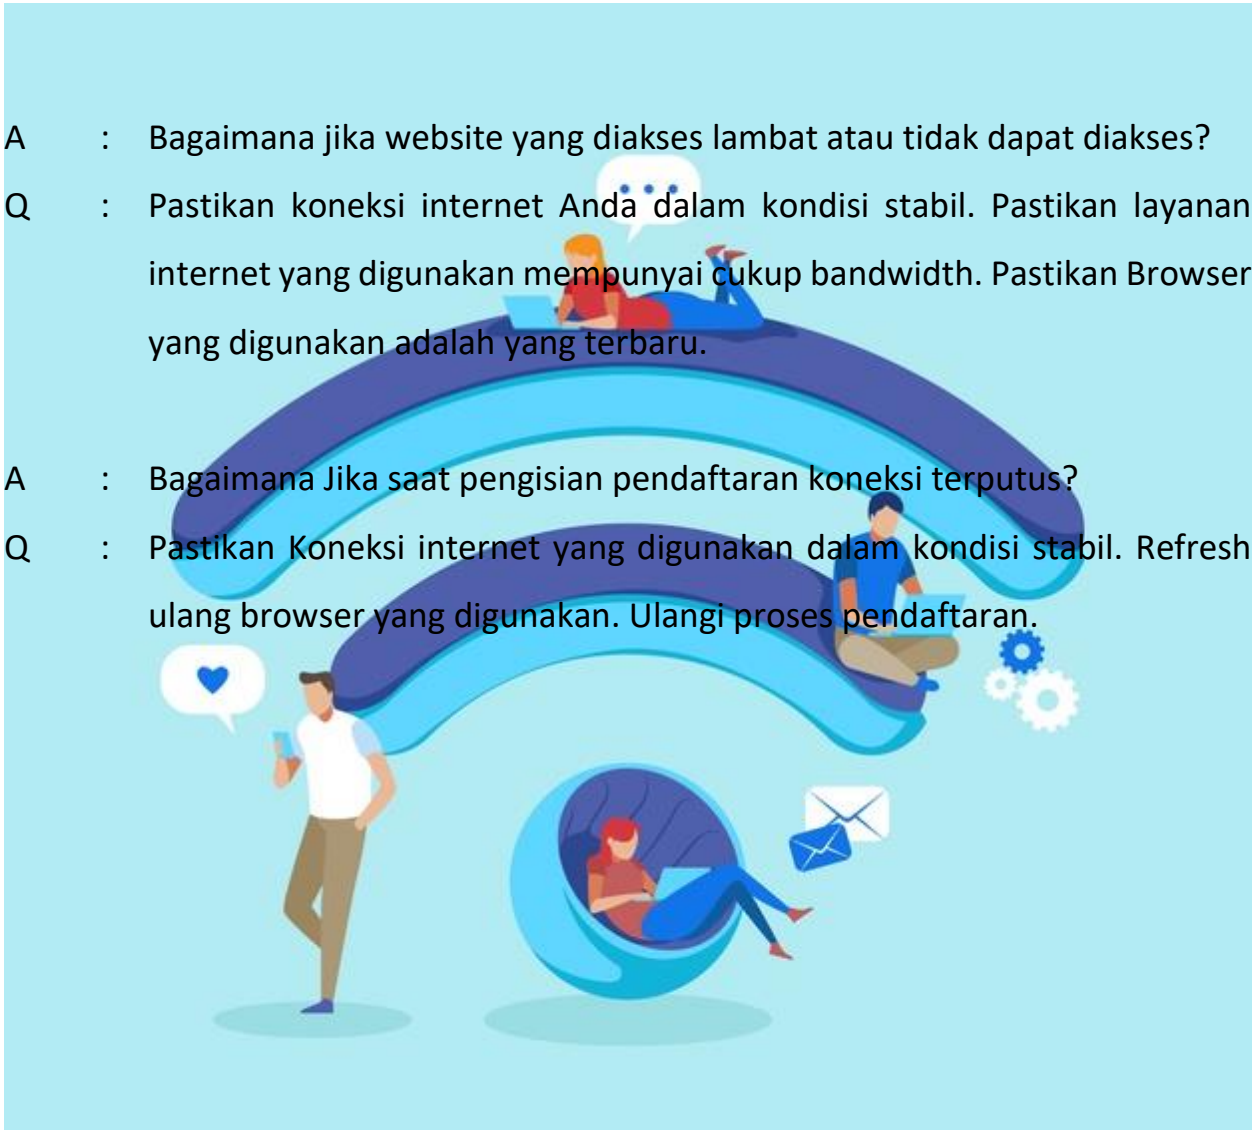 A : Bagaimana jika website yang diakses lambat atau tidak dapat diakses?
Q : Pastikan koneksi internet Anda dalam kondisi stabil. Pastikan layanan
internet yang digunakan mempunyai cukup bandwidth. Pastikan Browser
yang digunakan adalah yang terbaru.
A : Bagaimana Jika saat pengisian pendaftaran koneksi terputus?
Q : Pastikan Koneksi internet yang digunakan dalam kondisi stabil. Refresh
ulang browser yang digunakan. Ulangi proses pendaftaran.